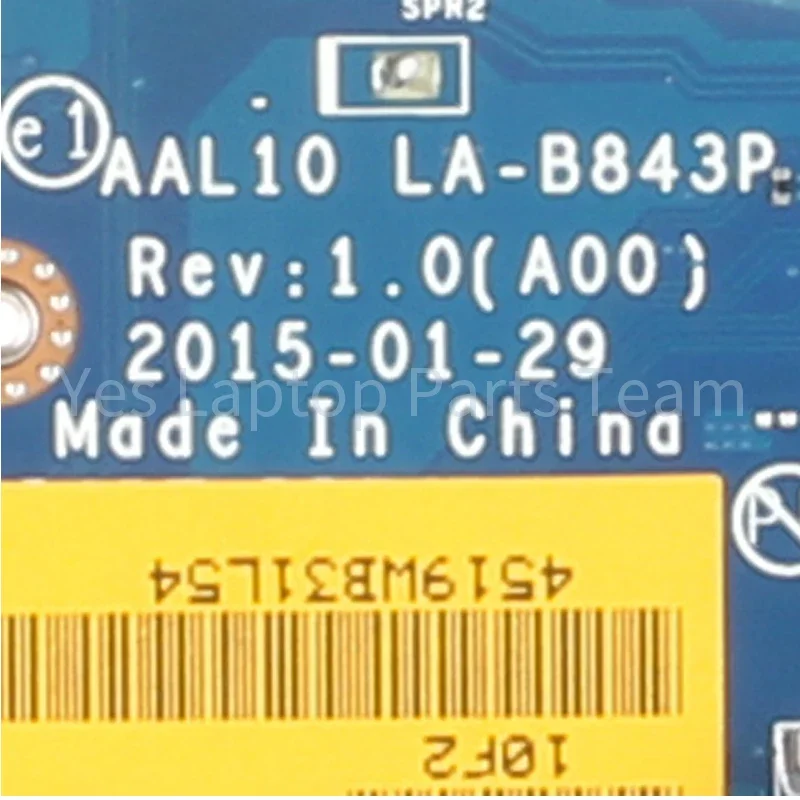 SPR2
e1
AAL10 LA-B843P
Rev:1.0(A00)
2015-01-29
Yes Laptop Parts Team
Made In China
4519WB31L54
10F2